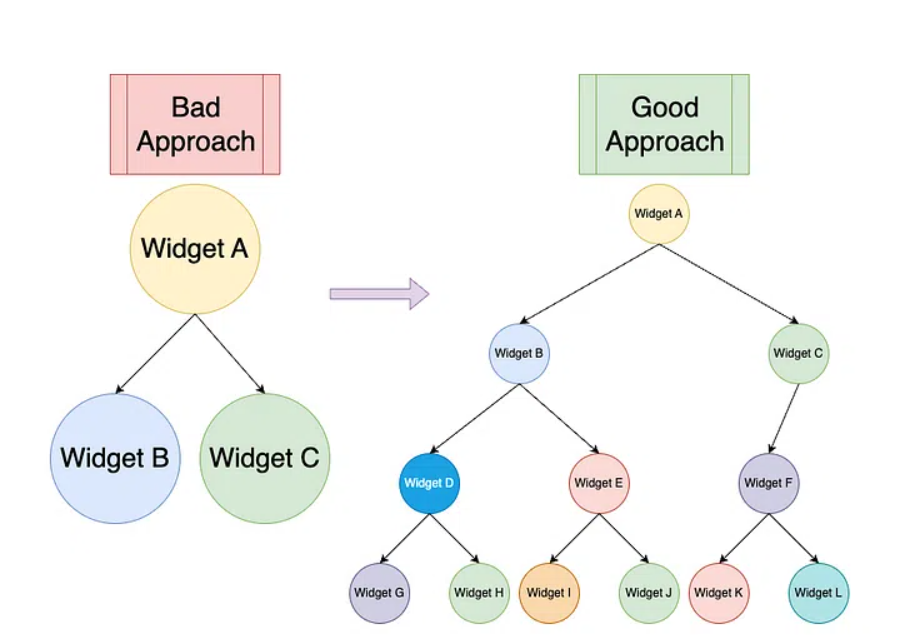 Bad
Approach
Good
Approach
Widget A
Widget B
Widget C
Widget A
Widget B
Widget C
Widget D
Widget E
Widget F
Widget G
Widget H
Widget I
Widget J
Widget K
Widget L